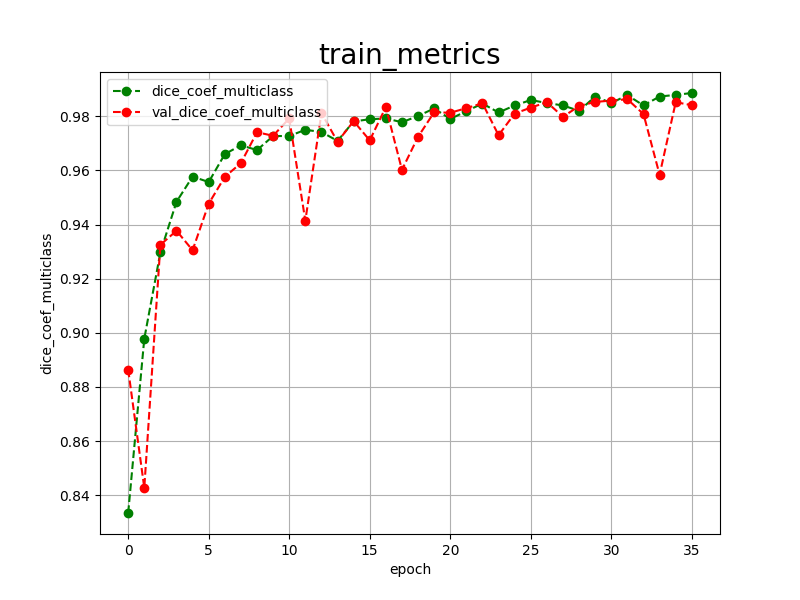 train_metrics
dice_coef_multiclass
val_dice_coef_multiclass
dice_coef_multiclass
0.98
0.96
0.94
0.92
0.90
0.88
0.86
0.84
0 5 10 15 20 25 30 35
epoch